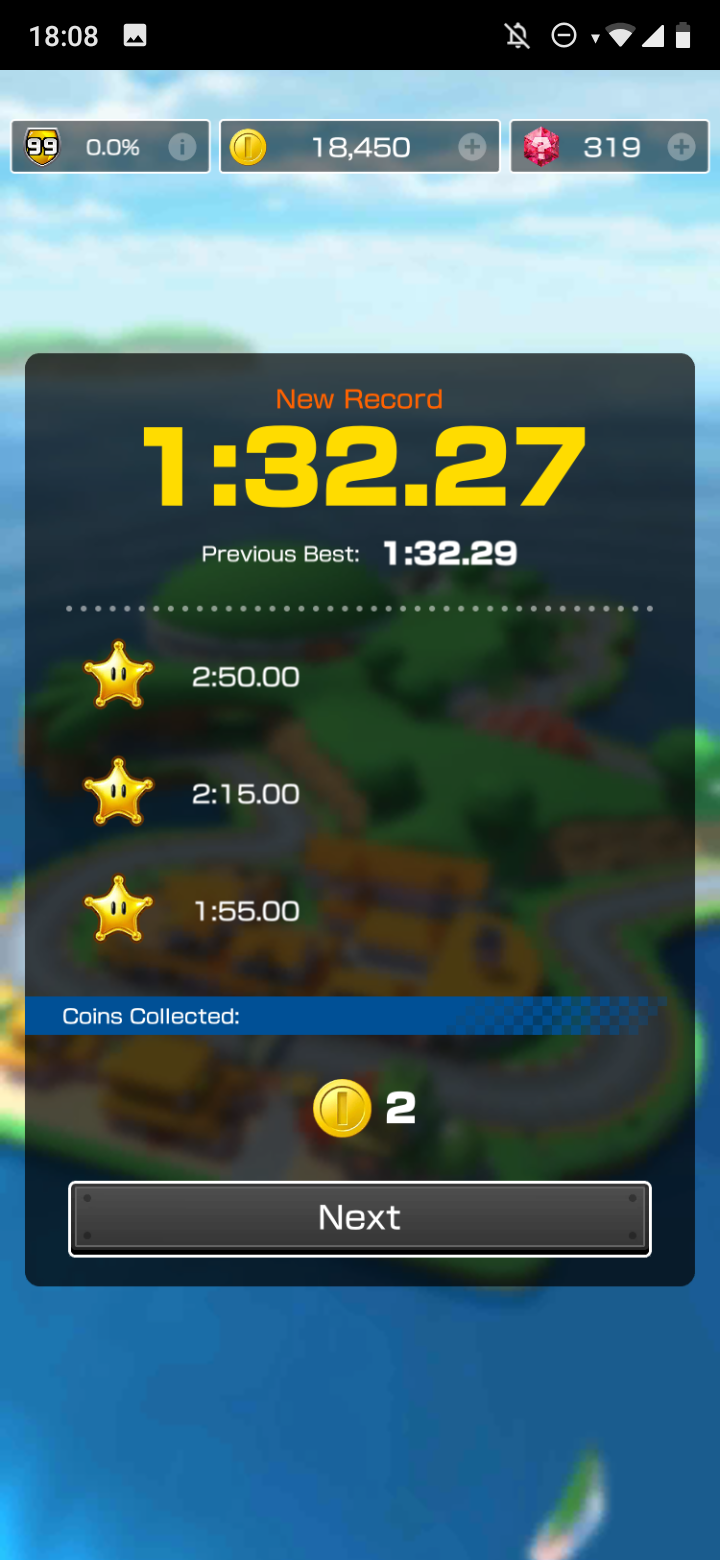 18:08
99 0.0% i 18,450 + ? 319 +
New Record
1:32.27
Previous Best: 1:32.29
2:50.00
2:15.00
1:55.00
Coins Collected:
2
Next